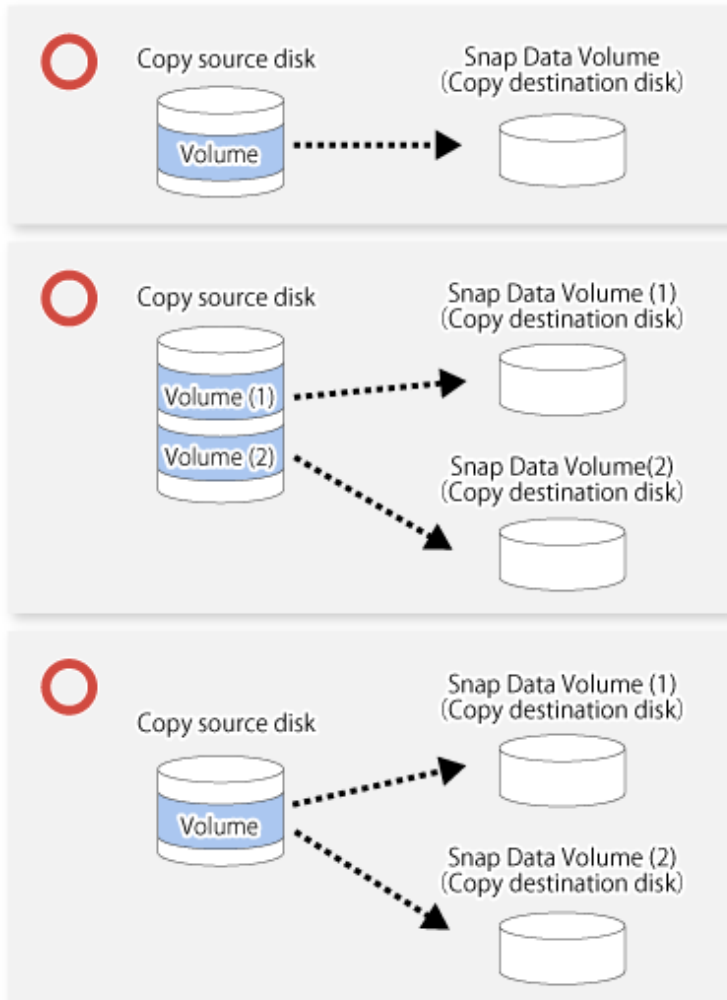 Copy source disk
Snap Data Volume
(Copy destination disk)
Volume
Copy source disk
Snap Data Volume (1)
(Copy destination disk)
Volume (1)
Volume (2)
Snap Data Volume(2)
(Copy destination disk)
Copy source disk
Snap Data Volume (1)
(Copy destination disk)
Volume
Snap Data Volume (2)
(Copy destination disk)